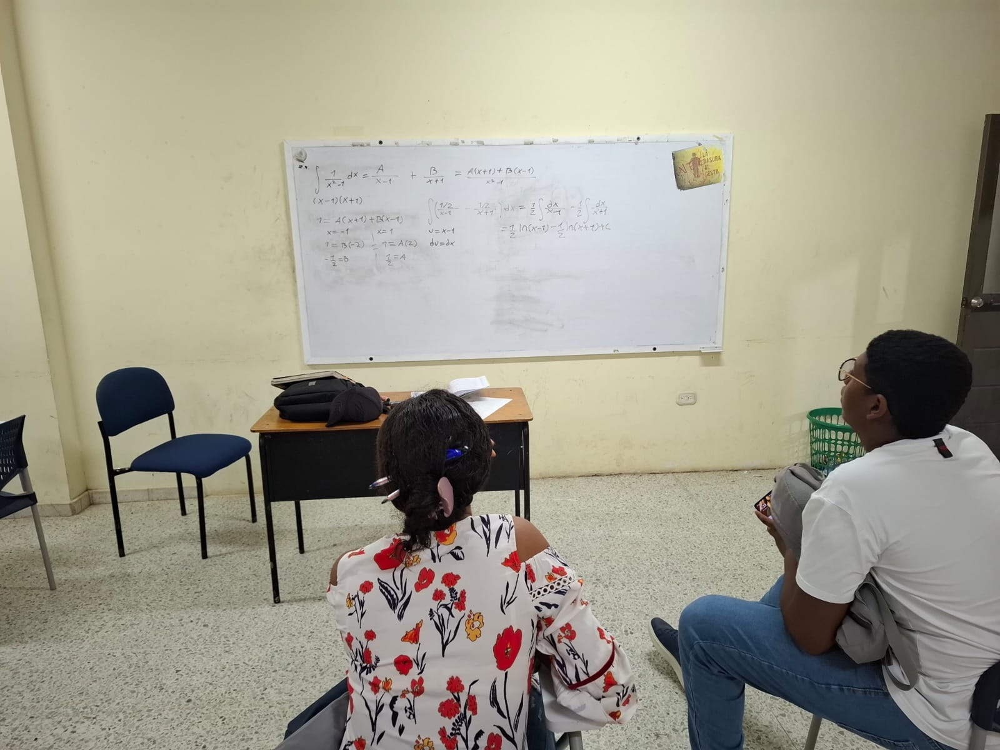 ∫ 1/(x²-1) dx = A/(x-1) + B/(x+1) = (A(x+1)+B(x-1))/(x²-1)
(x-1)(x+1)
1 = A(x+1)+B(x-1)
x=-1 | x=1
1=B(-2) | 1=A(2)
-1/2=B | 1/2=A
∫((1/2)/(x-1) - (1/2)/(x+1))dx = 1/2 ∫ dx/(x-1) - 1/2 ∫ dx/(x+1)
u=x-1
du=dx
= 1/2 ln(x-1) - 1/2 ln(x+1)+c
LA
BASURA
AL
CESTO